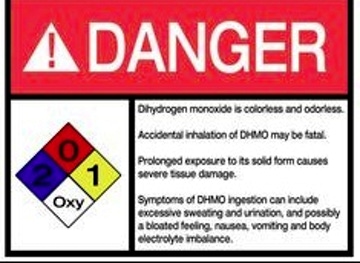 DANGER
0
2 1
Oxy
Dihydrogen monoxide is colorless and odorless.
Accidental inhalation of DHMO may be fatal.
Prolonged exposure to its solid form causes
severe tissue damage.
Symptoms of DHMO ingestion can include
excessive sweating and urination, and possibly
a bloated feeling, nausea, vomiting and body
electrolyte imbalance.